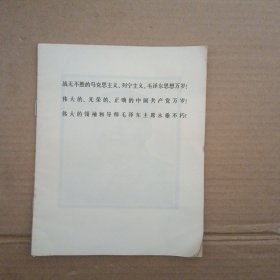 战无不胜的马克思主义、列宁主义、毛泽东思想万岁！
伟大的、光荣的、正确的中国共产党万岁！
伟大的领袖和导师毛泽东主席永垂不朽！